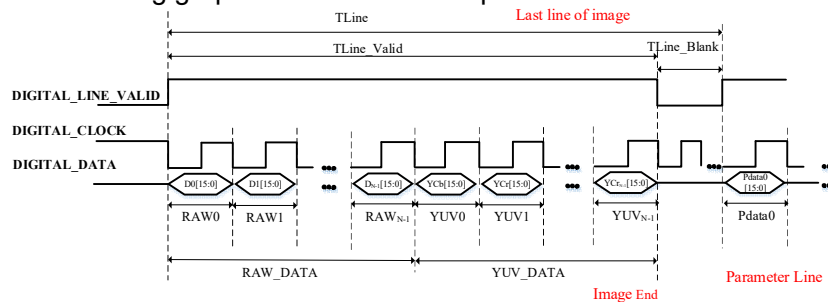 TLine
Last line of image
TLine_Valid
TLine_Blank
DIGITAL_LINE_VALID
DIGITAL_CLOCK
DIGITAL_DATA
D0[15:0] D1[15:0] DN-1[15:0] YCb[15:0] YCr[15:0] YCrN-1[15:0] Pdata0
[15:0]
RAW0 RAW1 RAWN-1 YUV0 YUV1 YUVN-1 Pdata0
RAW_DATA YUV_DATA Parameter Line
Image End